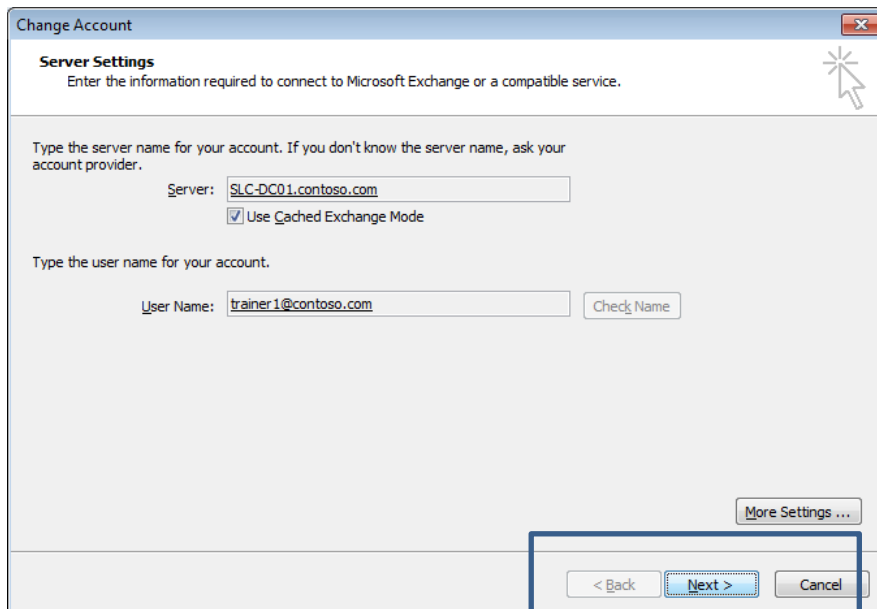 Change Account
Server Settings
Enter the information required to connect to Microsoft Exchange or a compatible service.
Type the server name for your account. If you don't know the server name, ask your
account provider.
Server: SLC-DC01.contoso.com
Use Cached Exchange Mode
Type the user name for your account.
User Name: trainer1@contoso.com Check Name
More Settings ...
< Back Next > Cancel